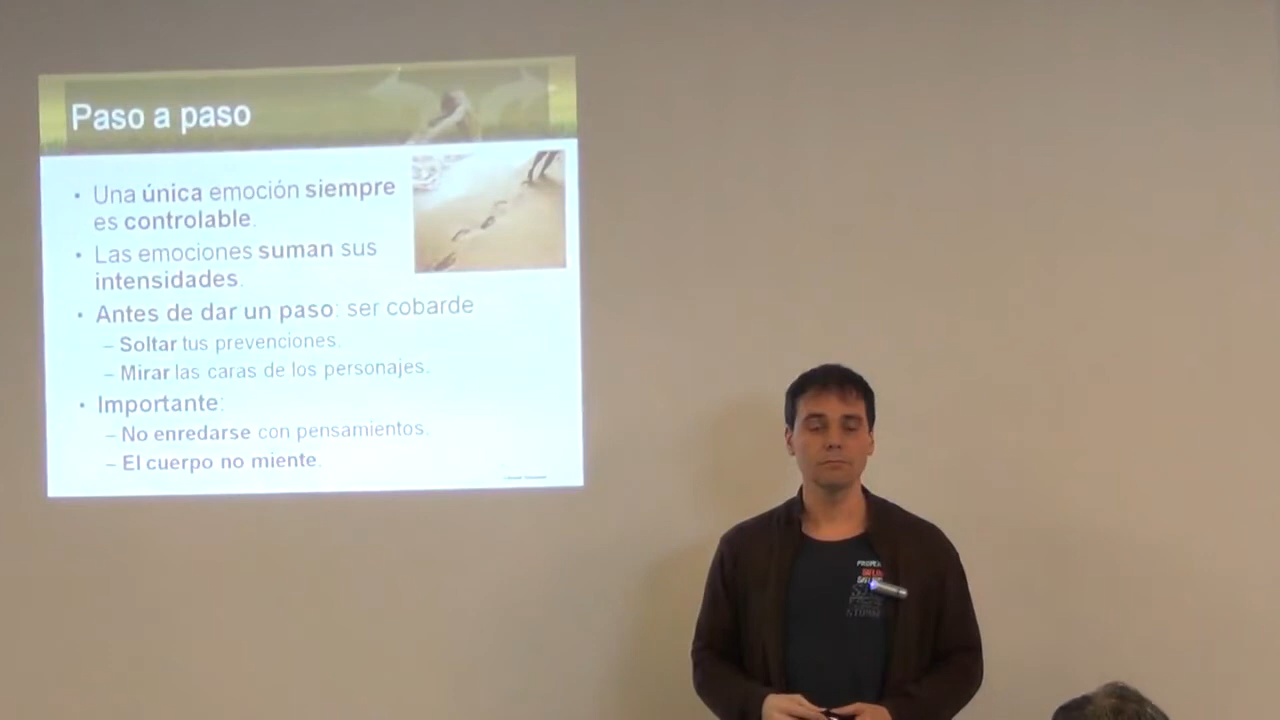 Paso a paso
• Una única emoción siempre
es controlable.
• Las emociones suman sus
intensidades.
• Antes de dar un paso: ser cobarde
– Soltar tus prevenciones.
– Mirar las caras de los personajes.
• Importante:
– No enredarse con pensamientos.
– El cuerpo no miente.